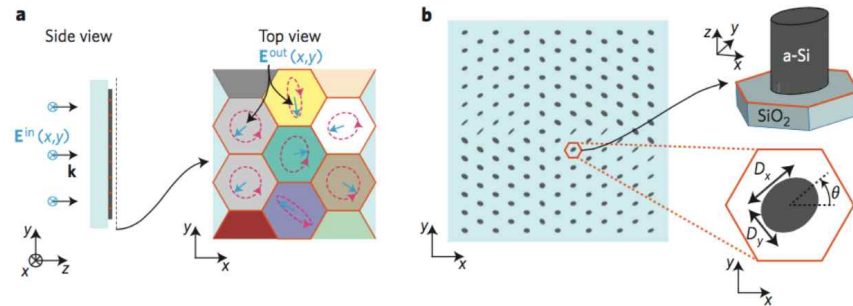 a
Side view
Top view
E^out (x,y)
E^in (x,y)
k
y
x
z
y
x
b
y
x
z
y
x
a-Si
SiO₂
D_x
θ
D_y
y
x